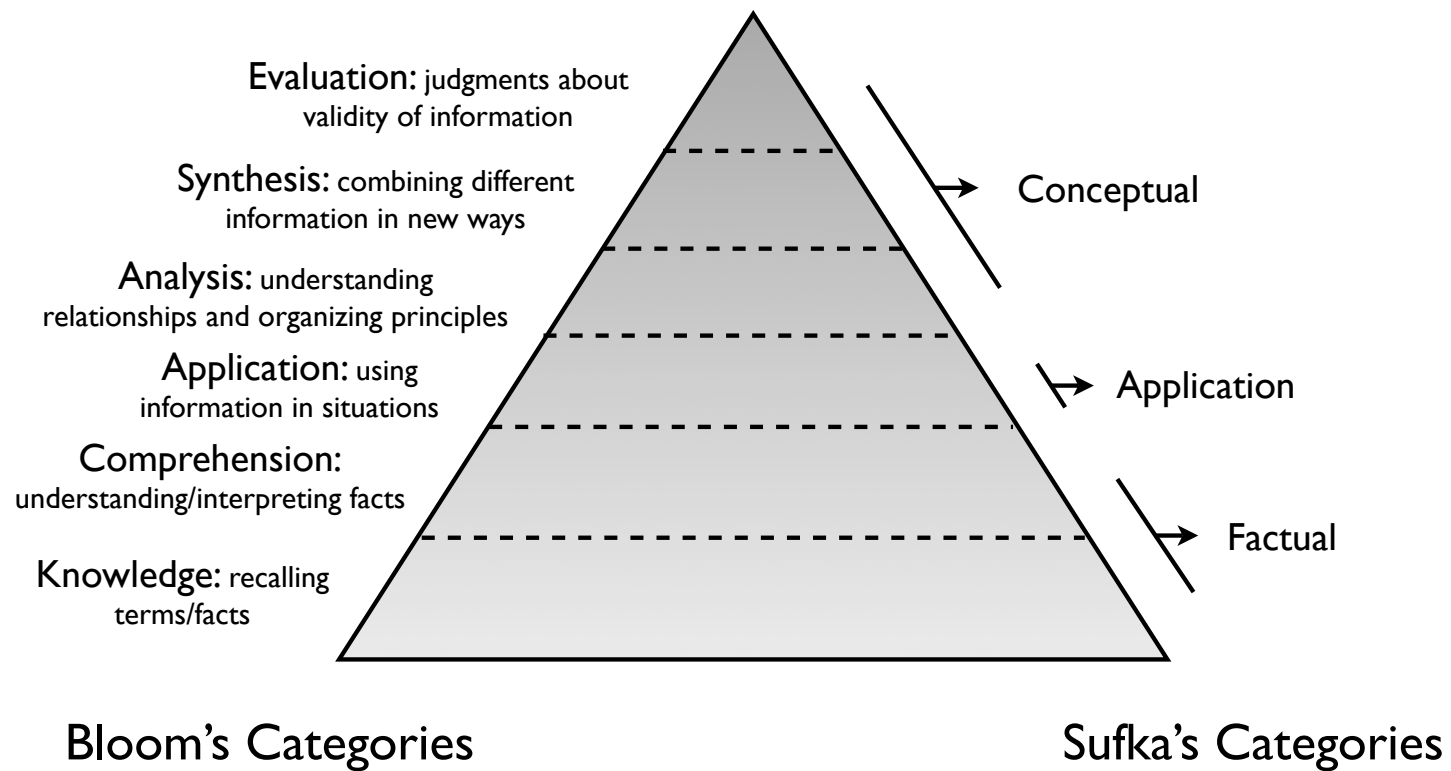 Evaluation: judgments about
validity of information
Synthesis: combining different
information in new ways
Conceptual
Analysis: understanding
relationships and organizing principles
Application: using
information in situations
Application
Comprehension:
understanding/interpreting facts
Factual
Knowledge: recalling
terms/facts
Bloom’s Categories
Sufka’s Categories